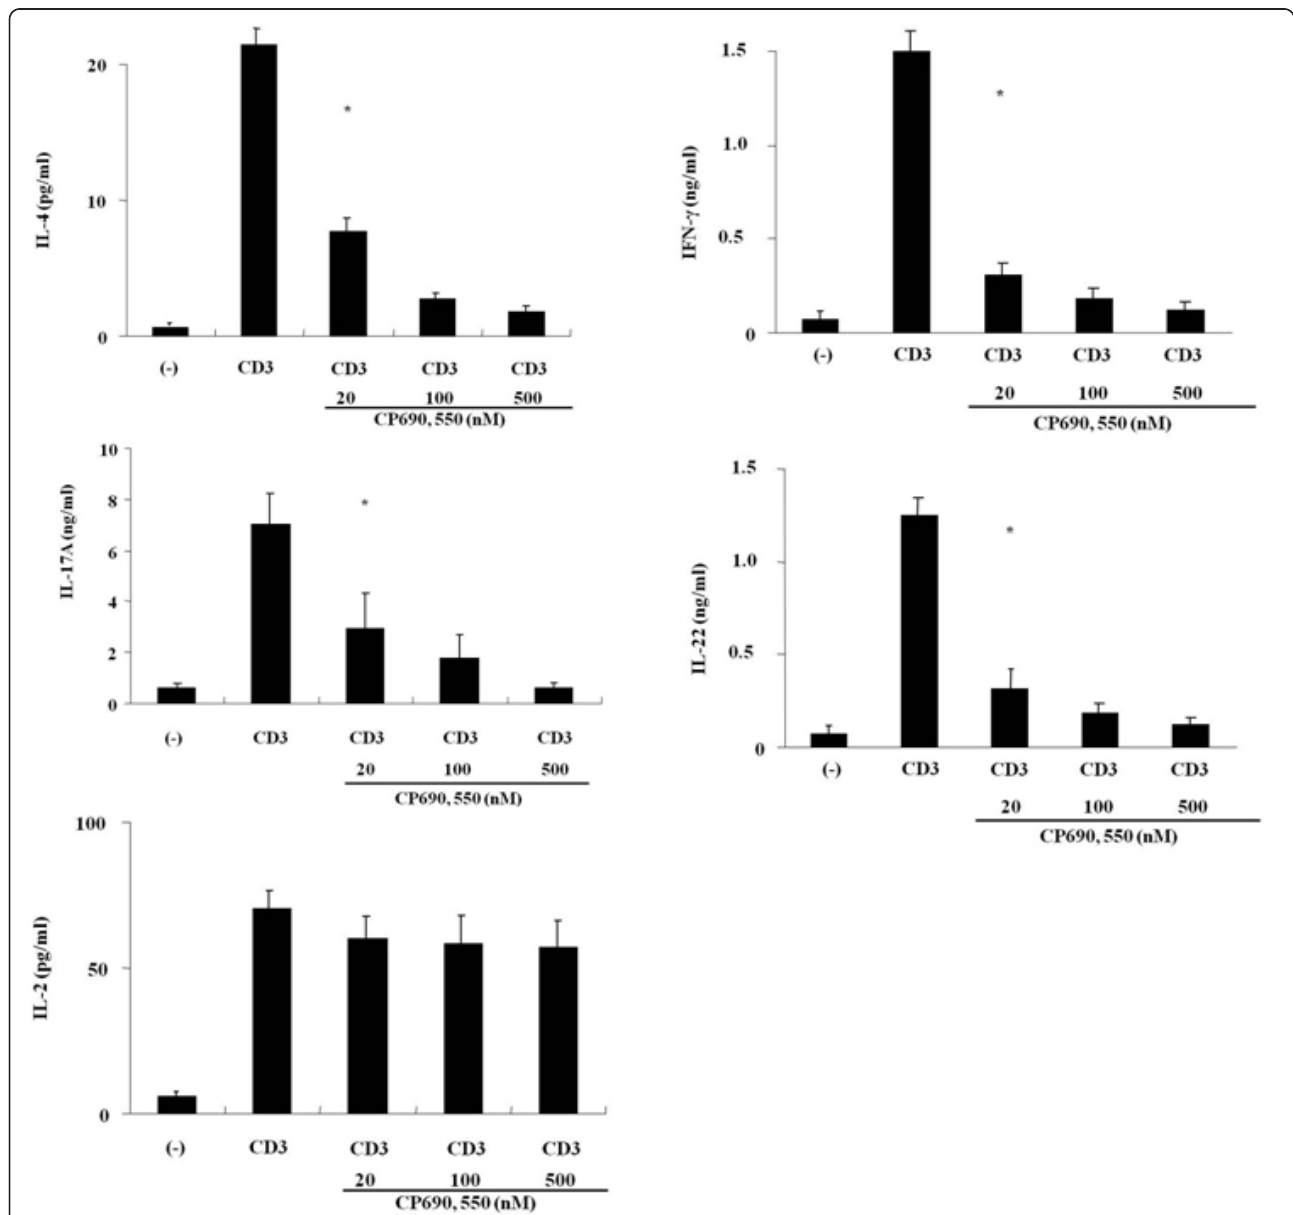 IL-4 (pg/ml)
20
10
0
*
(-) CD3 CD3 CD3 CD3
20 100 500
CP690, 550 (nM)
IFN-γ (ng/ml)
1.5
1.0
0.5
0
*
(-) CD3 CD3 CD3 CD3
20 100 500
CP690, 550 (nM)
IL-17A (ng/ml)
10
8
6
4
2
0
*
(-) CD3 CD3 CD3 CD3
20 100 500
CP690, 550 (nM)
IL-22 (ng/ml)
1.5
1.0
0.5
0
*
(-) CD3 CD3 CD3 CD3
20 100 500
CP690, 550 (nM)
IL-2 (pg/ml)
100
50
0
(-) CD3 CD3 CD3 CD3
20 100 500
CP690, 550 (nM)